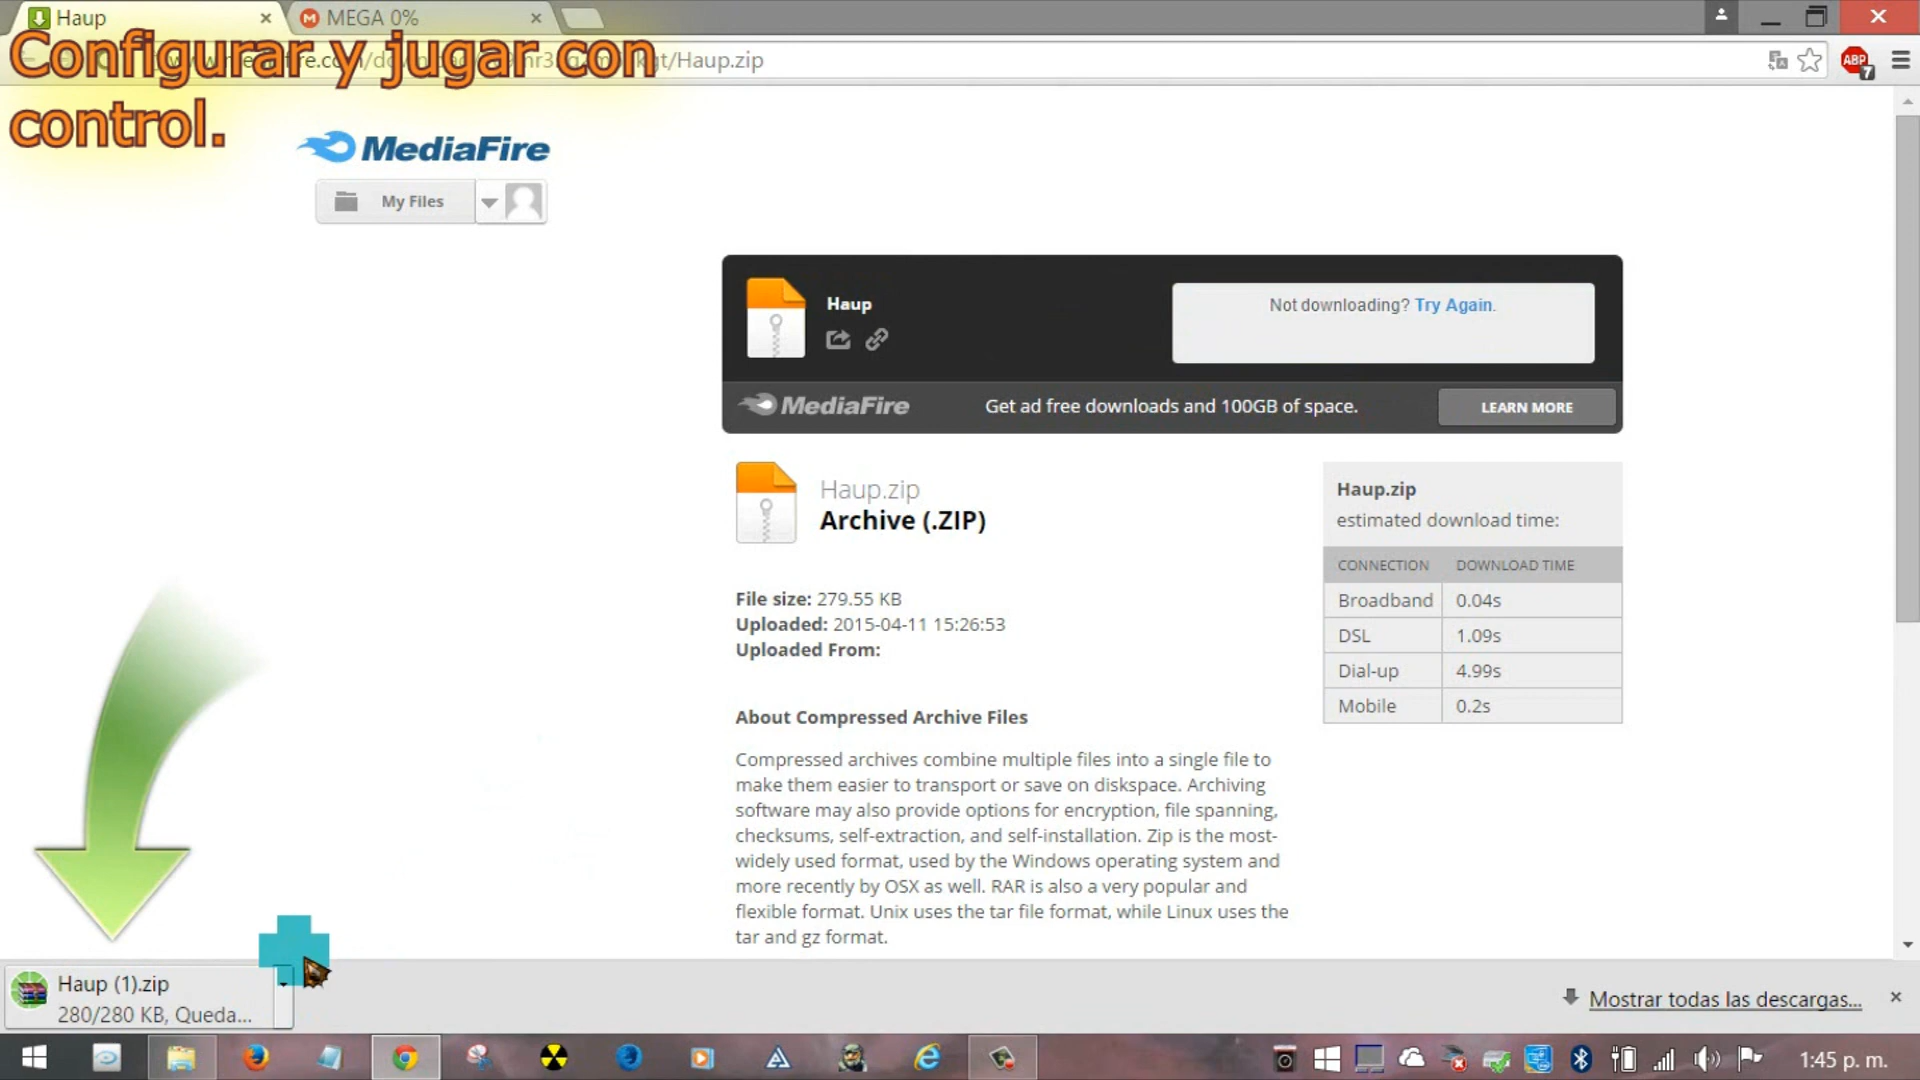 Haup
MEGA 0%
Configurar y jugar con
control.
/Haup.zip
ABP
7
MediaFire
My Files
Haup
Not downloading? Try Again.
MediaFire
Get ad free downloads and 100GB of space.
LEARN MORE
Haup.zip
Archive (.ZIP)
File size: 279.55 KB
Uploaded: 2015-04-11 15:26:53
Uploaded From:
About Compressed Archive Files
Compressed archives combine multiple files into a single file to
make them easier to transport or save on diskspace. Archiving
software may also provide options for encryption, file spanning,
checksums, self-extraction, and self-installation. Zip is the most-
widely used format, used by the Windows operating system and
more recently by OSX as well. RAR is also a very popular and
flexible format. Unix uses the tar file format, while Linux uses the
tar and gz format.
Haup.zip
estimated download time:
CONNECTION DOWNLOAD TIME
Broadband 0.04s
DSL 1.09s
Dial-up 4.99s
Mobile 0.2s
Haup (1).zip
280/280 KB, Queda...
Mostrar todas las descargas...
1:45 p. m.